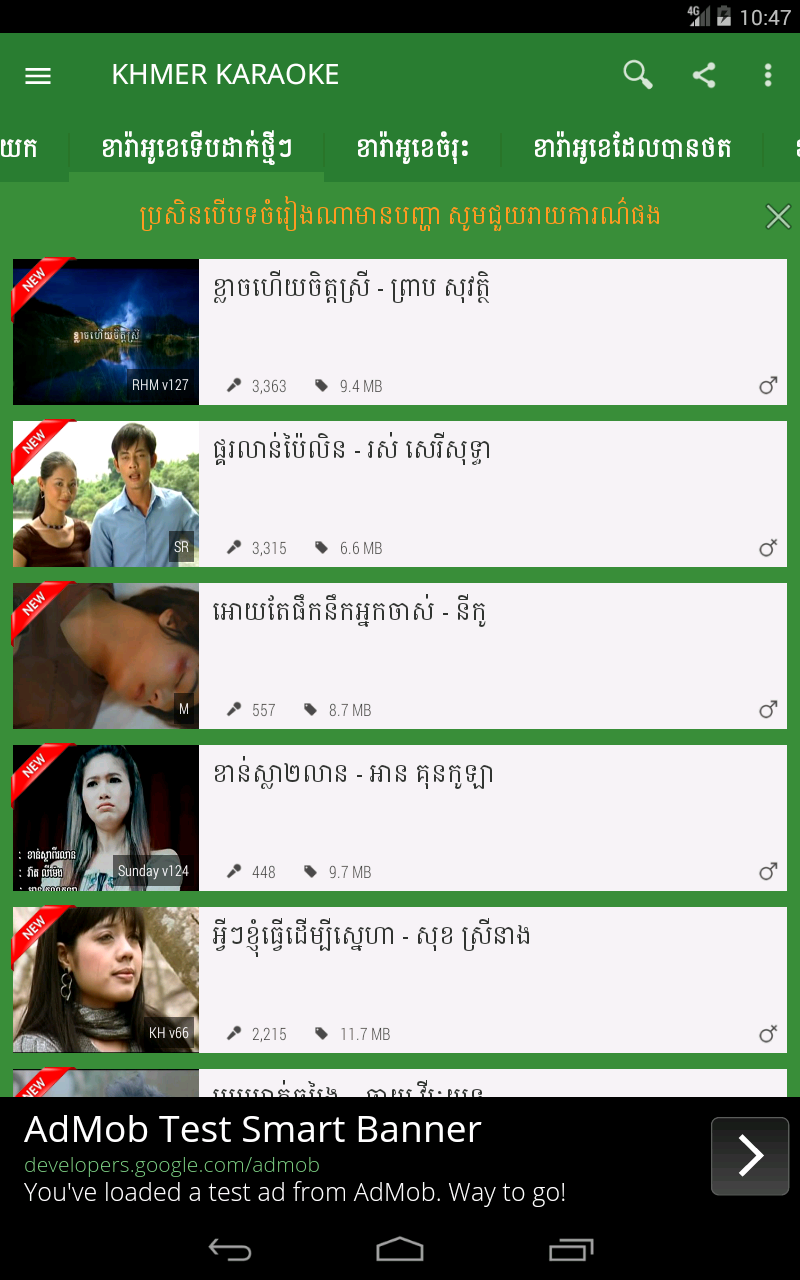 4G 10:47
KHMER KARAOKE
យក ខារ៉ាអូខេទើបដាក់ថ្មីៗ ខារ៉ាអូខេចំរុះ ខារ៉ាអូខេដែលបានថត
ប្រសិនបើបទចំរៀងណាមានបញ្ហា សូមជួយរាយការណ៍ផង
NEW
ខ្លាចហើយចិត្តស្រី - ព្រាប សុវត្ថិ
ខ្លាចហើយចិត្តស្រី
RHM v127
3,363 9.4 MB
NEW
ផ្គរលាន់ប៉ៃលិន - រស់ សេរីសុទ្ធា
SR
3,315 6.6 MB
NEW
អោយតែផឹកនឹកអ្នកចាស់ - នីកូ
M
557 8.7 MB
NEW
ខាន់ស្លា២លាន - អាន គុនកូឡា
: ខាន់ស្លាពីរលាន
Sunday v124
448 9.7 MB
NEW
អ្វីៗខ្ញុំធ្វើដើម្បីស្នេហា - សុខ ស្រីនាង
KH v66
2,215 11.7 MB
NEW
AdMob Test Smart Banner
developers.google.com/admob
You've loaded a test ad from AdMob. Way to go!